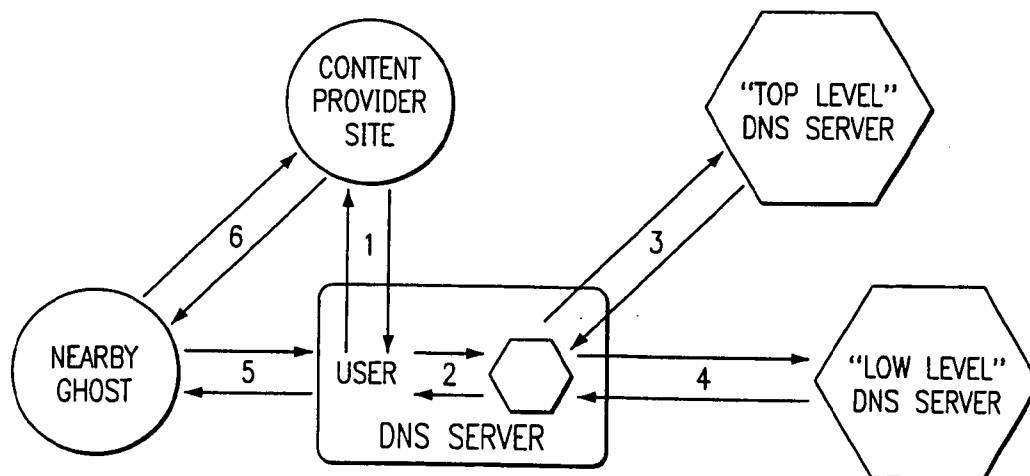 CONTENT
PROVIDER
SITE
"TOP LEVEL"
DNS SERVER
6
1
3
NEARBY
GHOST
5
USER
2
4
"LOW LEVEL"
DNS SERVER
DNS SERVER